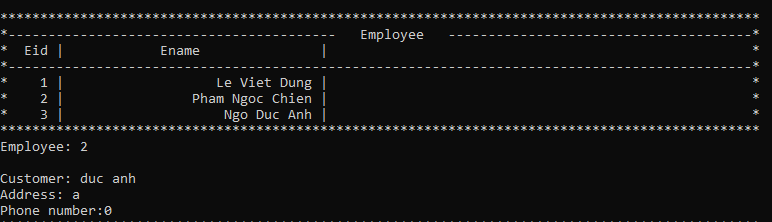 ***********************************************************************************************
*-----------------------------------------   Employee   --------------------------------------*
*  Eid |            Ename               |                                                     *
*---------------------------------------------------------------------------------------------*
*    1 |                   Le Viet Dung |                                                     *
*    2 |                Pham Ngoc Chien |                                                     *
*    3 |                    Ngo Duc Anh |                                                     *
***********************************************************************************************
Employee: 2
Customer: duc anh
Address: a
Phone number:0